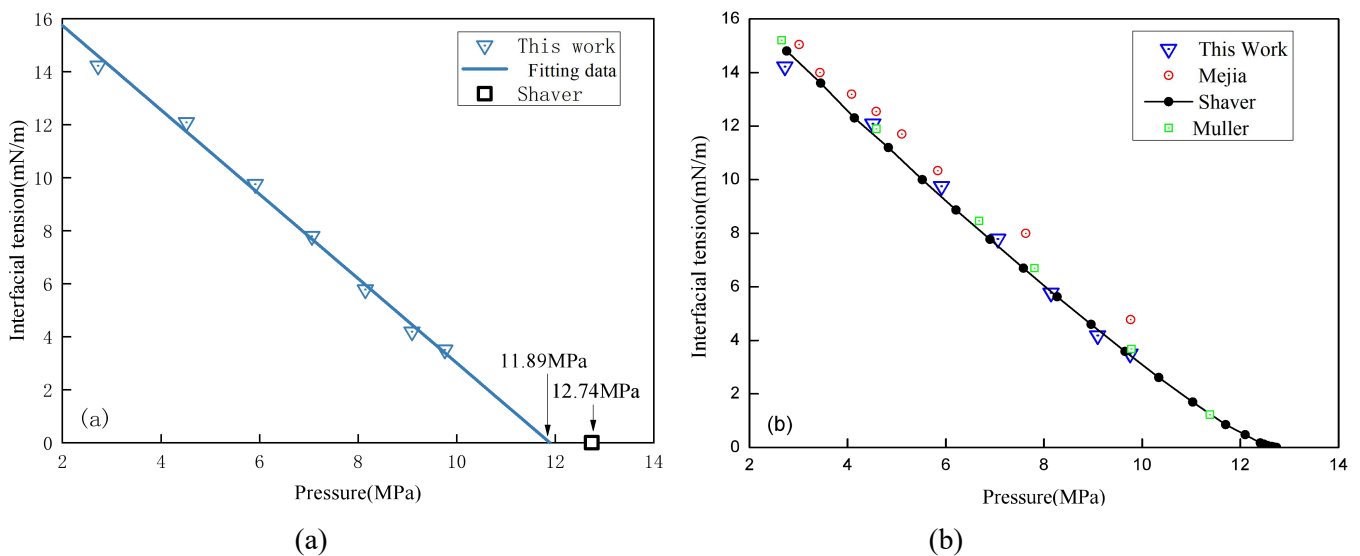 16
14
12
10
8
6
4
2
0
Interfacial tension(mN/m)
This work
Fitting data
Shaver
11.89MPa
12.74MPa
(a)
2
4
6
8
10
12
14
Pressure(MPa)
(a)
16
14
12
10
8
6
4
2
0
Interfacial tension(mN/m)
This Work
Mejia
Shaver
Muller
(b)
2
4
6
8
10
12
14
Pressure(MPa)
(b)